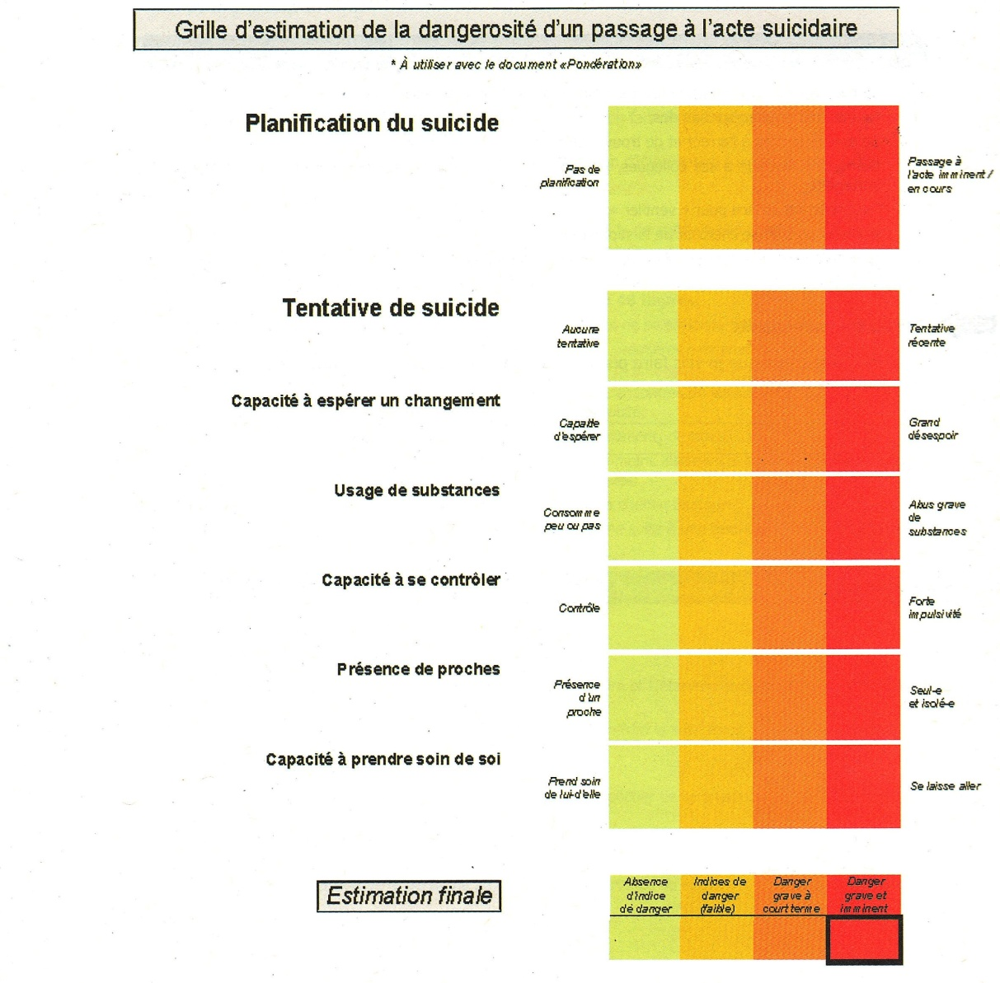 Grille d'estimation de la dangerosité d'un passage à l'acte suicidaire
* À utiliser avec le document «Pondération»
Planification du suicide
Pas de
planification
Passage à
l'acte imminent /
en cours
Tentative de suicide
Aucune
tentative
Tentative
récente
Capacité à espérer un changement
Capable
d'espérer
Grand
désespoir
Usage de substances
Consomme
peu ou pas
Abus grave
de
substances
Capacité à se contrôler
Contrôle
Forte
impulsivité
Présence de proches
Présence
d'un
proche
Seul-e
et isolé-e
Capacité à prendre soin de soi
Prend soin
de lui-d'elle
Se laisse aller
Estimation finale
Absence
d'indice
de danger
Indices de
danger
(faible)
Danger
grave à
court terme
Danger
grave et
imminent